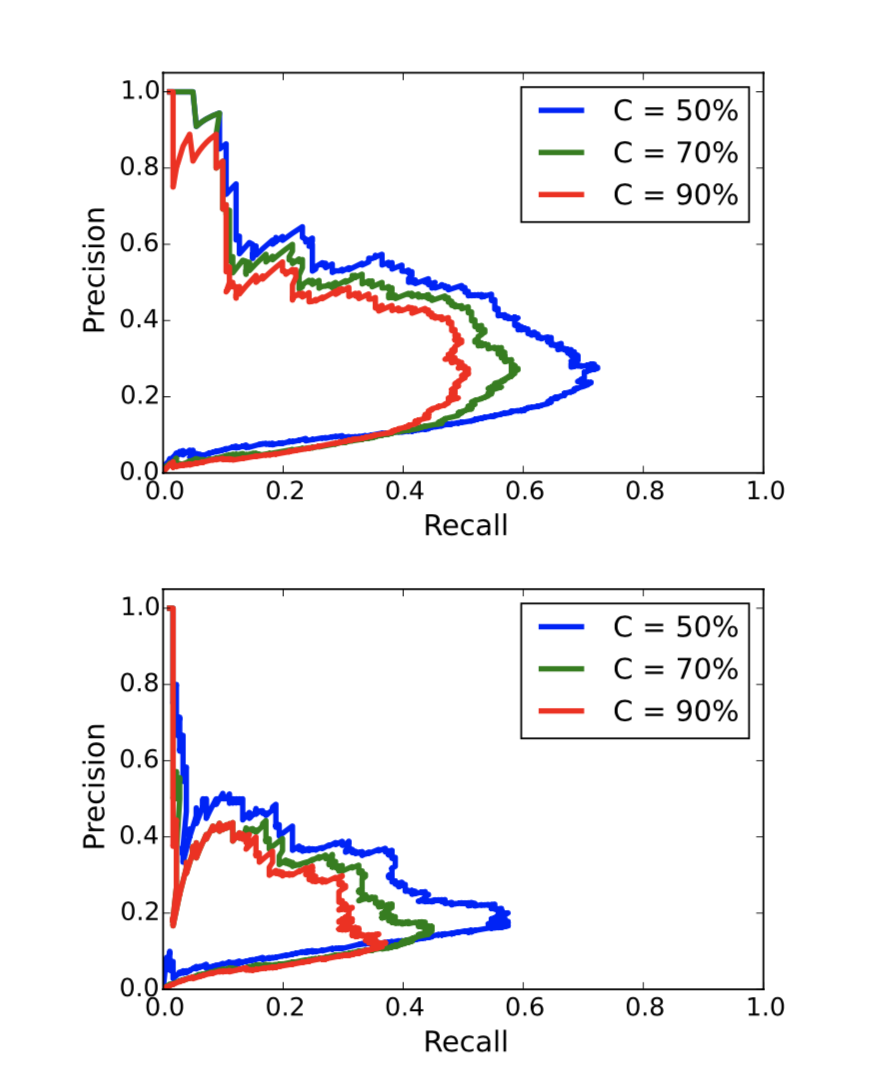 1.0
0.8
0.6
0.4
0.2
0.0
Precision
C = 50%
C = 70%
C = 90%
0.0 0.2 0.4 0.6 0.8 1.0
Recall
1.0
0.8
0.6
0.4
0.2
0.0
Precision
C = 50%
C = 70%
C = 90%
0.0 0.2 0.4 0.6 0.8 1.0
Recall